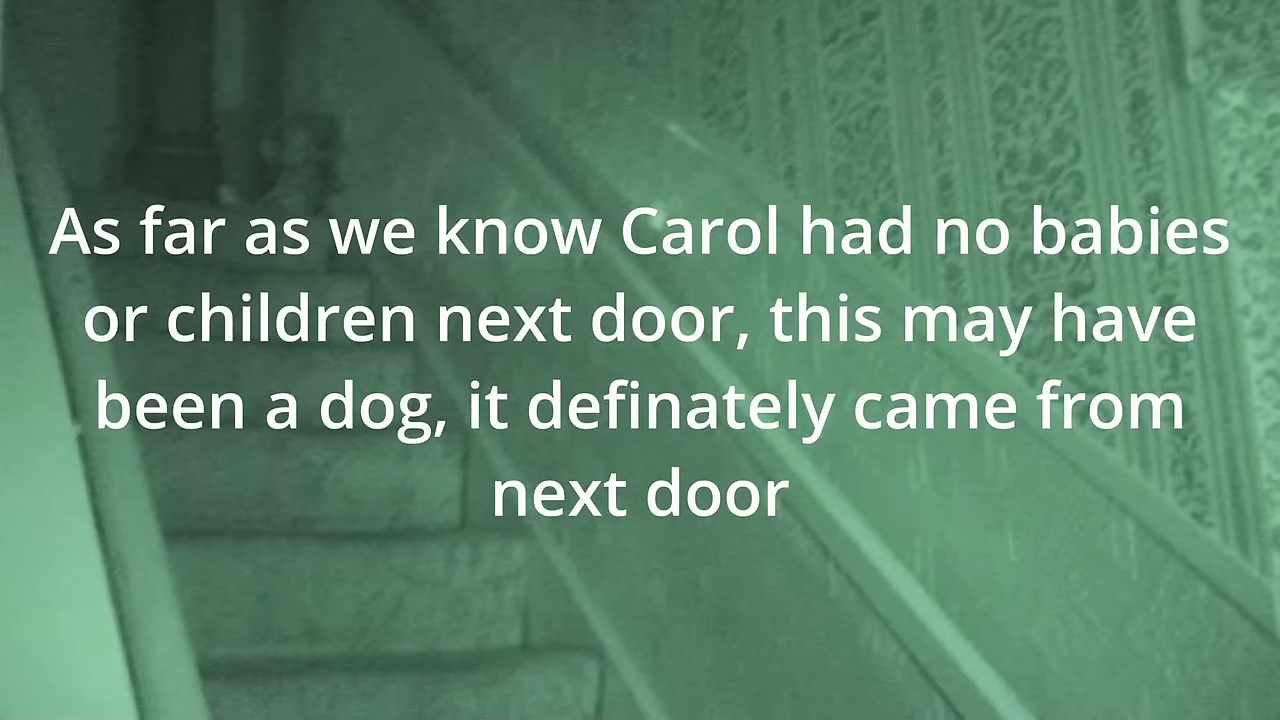 As far as we know Carol had no babies
or children next door, this may have
been a dog, it definately came from
next door